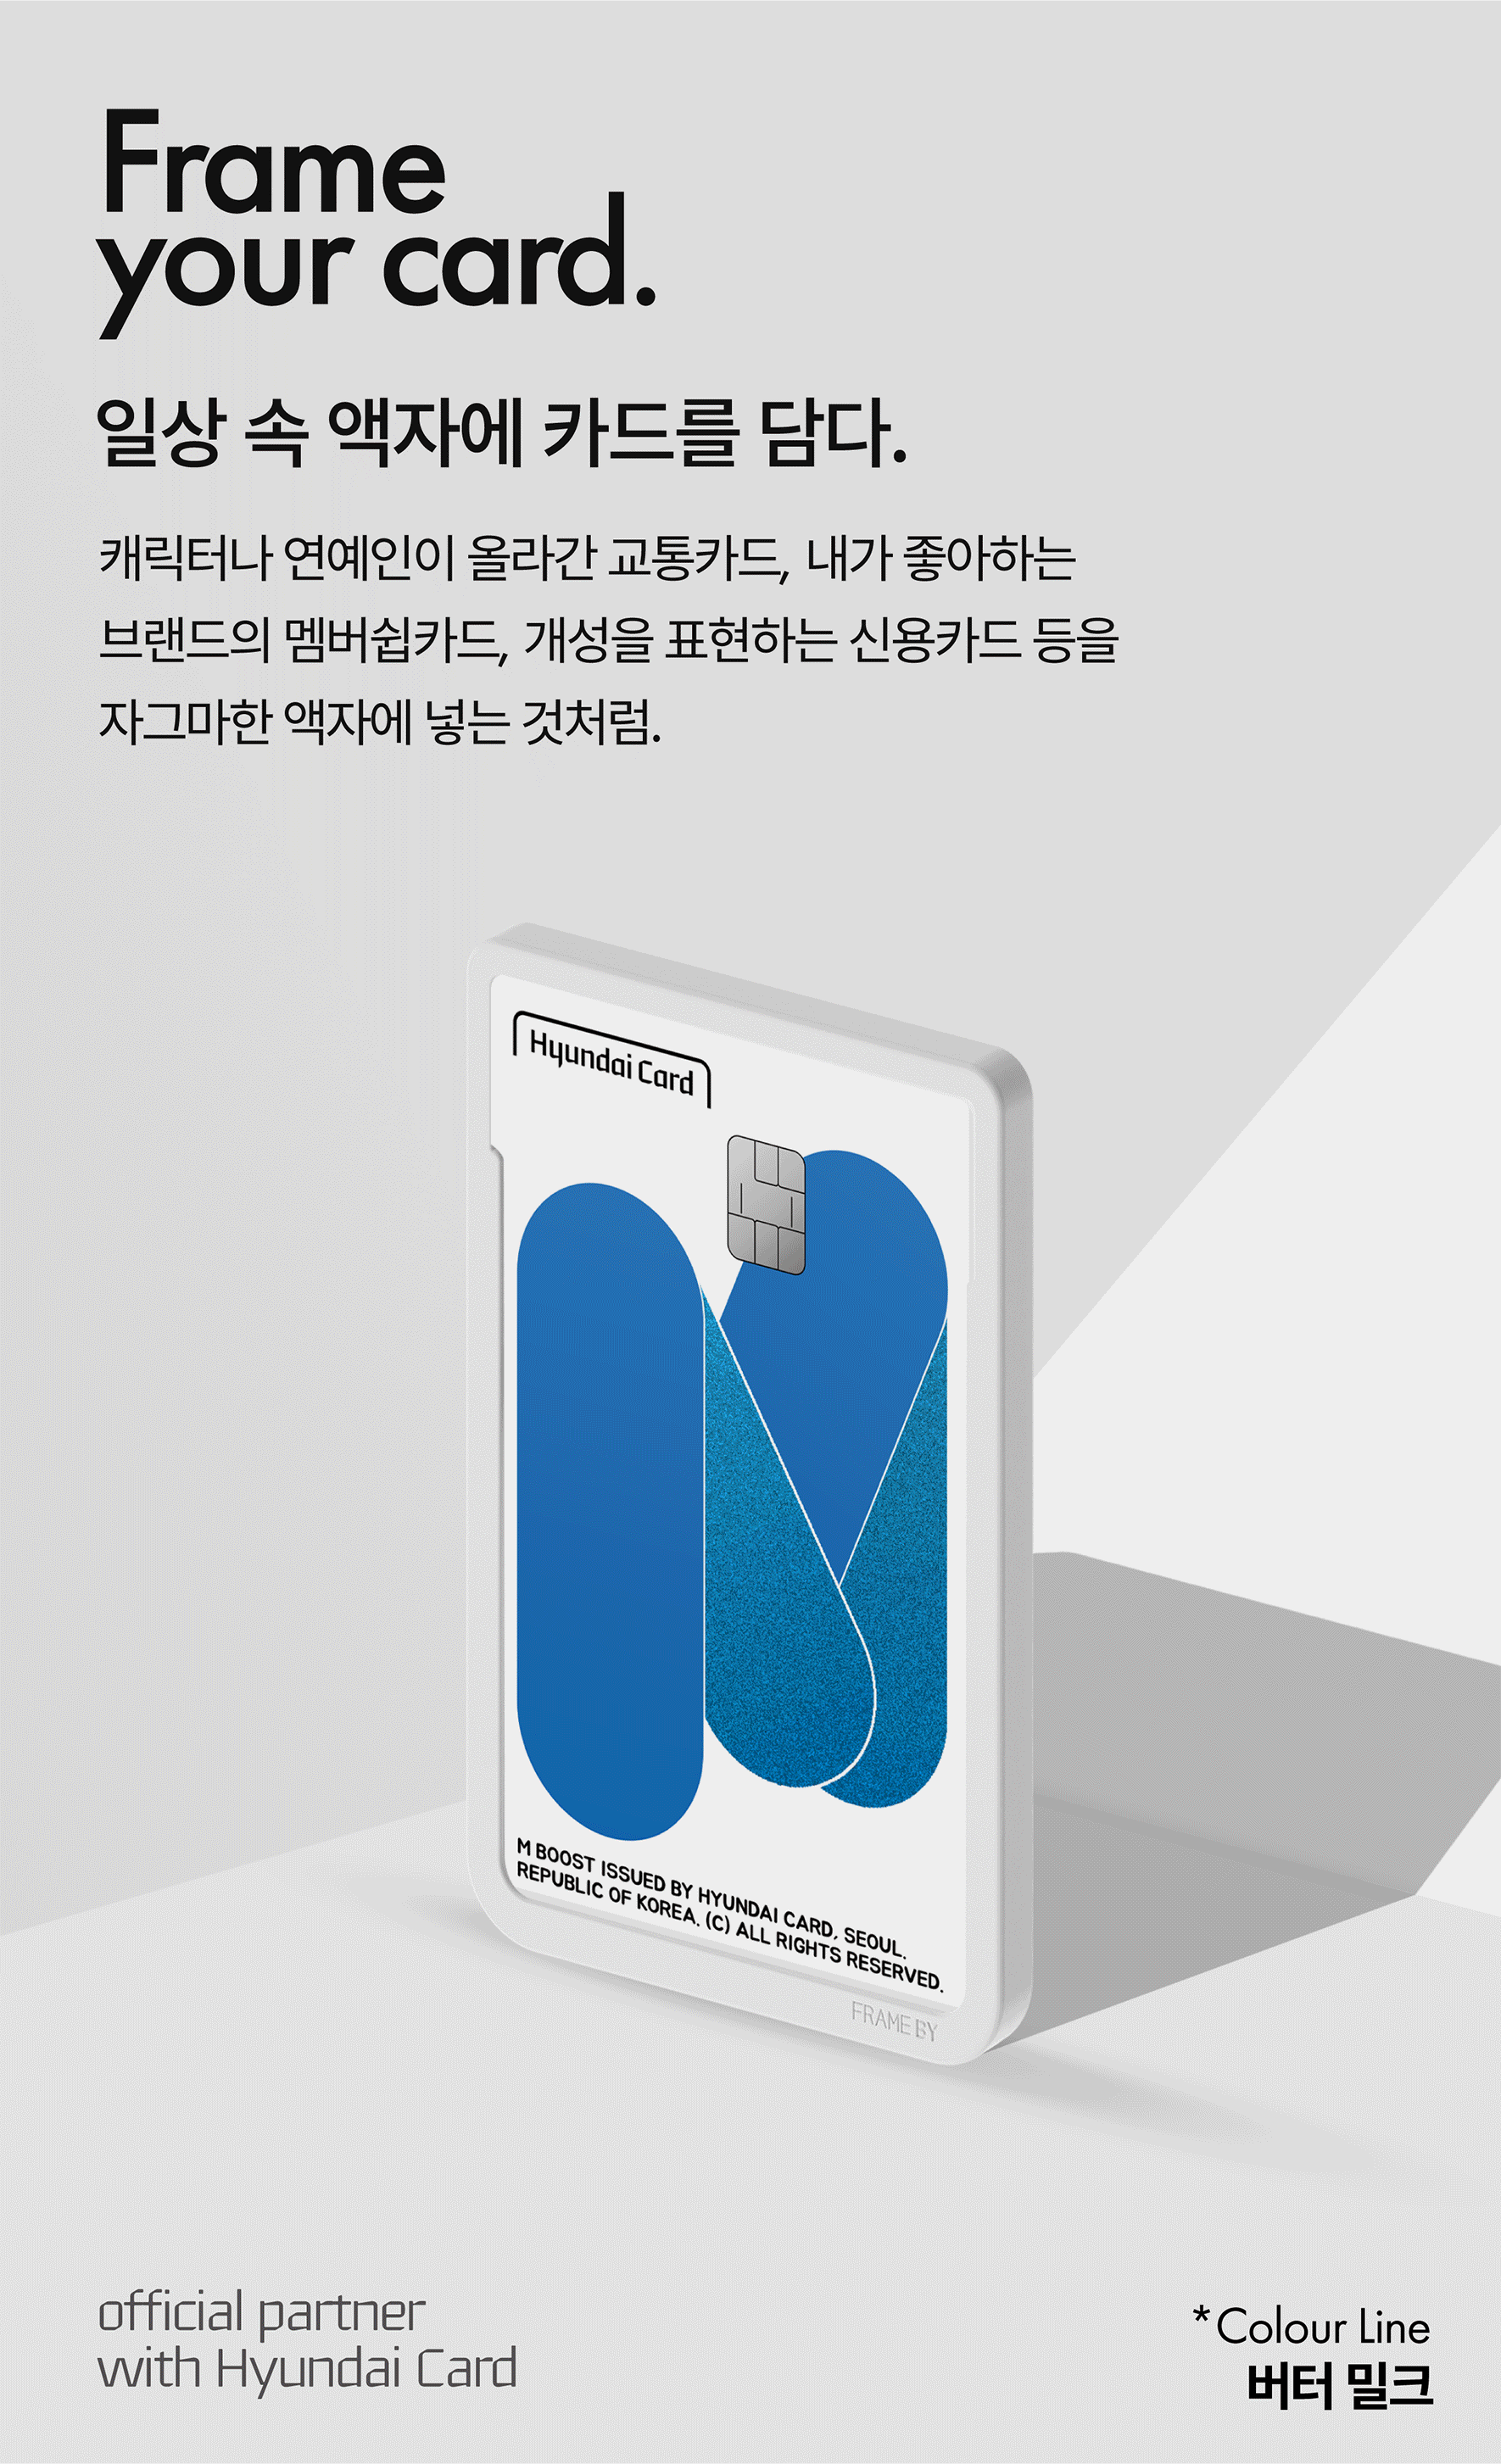 Frame
your card.
일상 속 액자에 카드를 담다.
캐릭터나 연예인이 올라간 교통카드, 내가 좋아하는
브랜드의 멤버쉽카드, 개성을 표현하는 신용카드 등을
자그마한 액자에 넣는 것처럼.
Hyundai Card
M BOOST ISSUED BY HYUNDAI CARD, SEOUL.
REPUBLIC OF KOREA. (C) ALL RIGHTS RESERVED.
FRAME BY
official partner
with Hyundai Card
*Colour Line
버터 밀크